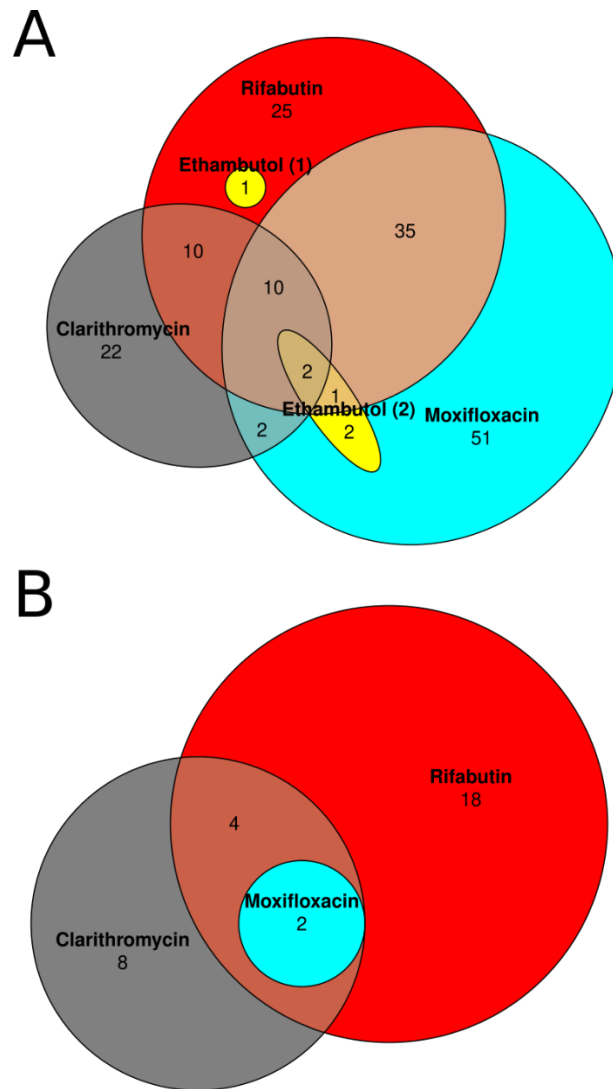 A
Rifabutin
25
Ethambutol (1)
1
35
10
10
Clarithromycin
22
2
1
Ethambutol (2)
2
2
Moxifloxacin
51
B
Rifabutin
18
4
Moxifloxacin
2
Clarithromycin
8